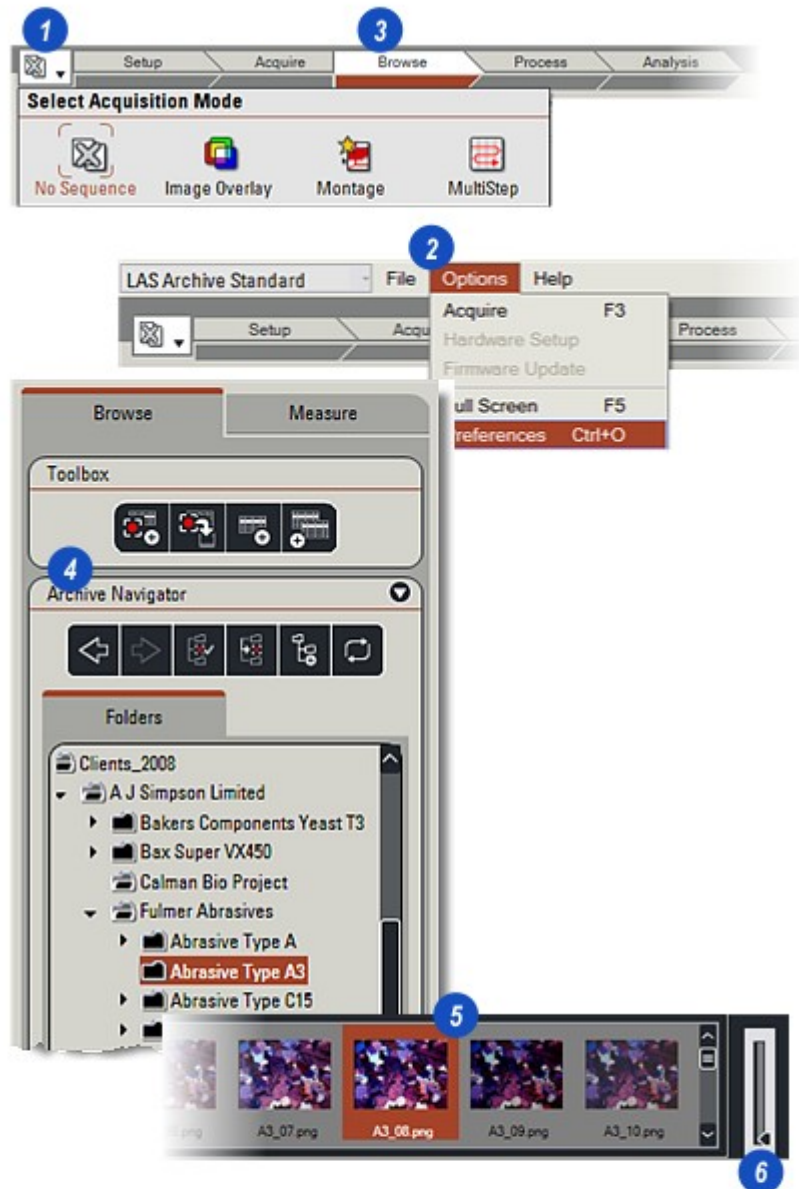 1
3
Setup Acquire Browse Process Analysis
Select Acquisition Mode
No Sequence Image Overlay Montage MultiStep
2
LAS Archive Standard File Options Help
Acquire F3
Setup Acqu Process
Hardware Setup
Firmware Update
ull Screen F5
references Ctrl+O
Browse Measure
Toolbox
4
Archive Navigator
Folders
Clients_2008
A J Simpson Limited
Bakers Components Yeast T3
Bax Super VX450
Calman Bio Project
Fulmer Abrasives
Abrasive Type A
Abrasive Type A3
Abrasive Type C15
5
A3_07.png A3_08.png A3_09.png A3_10.png
6